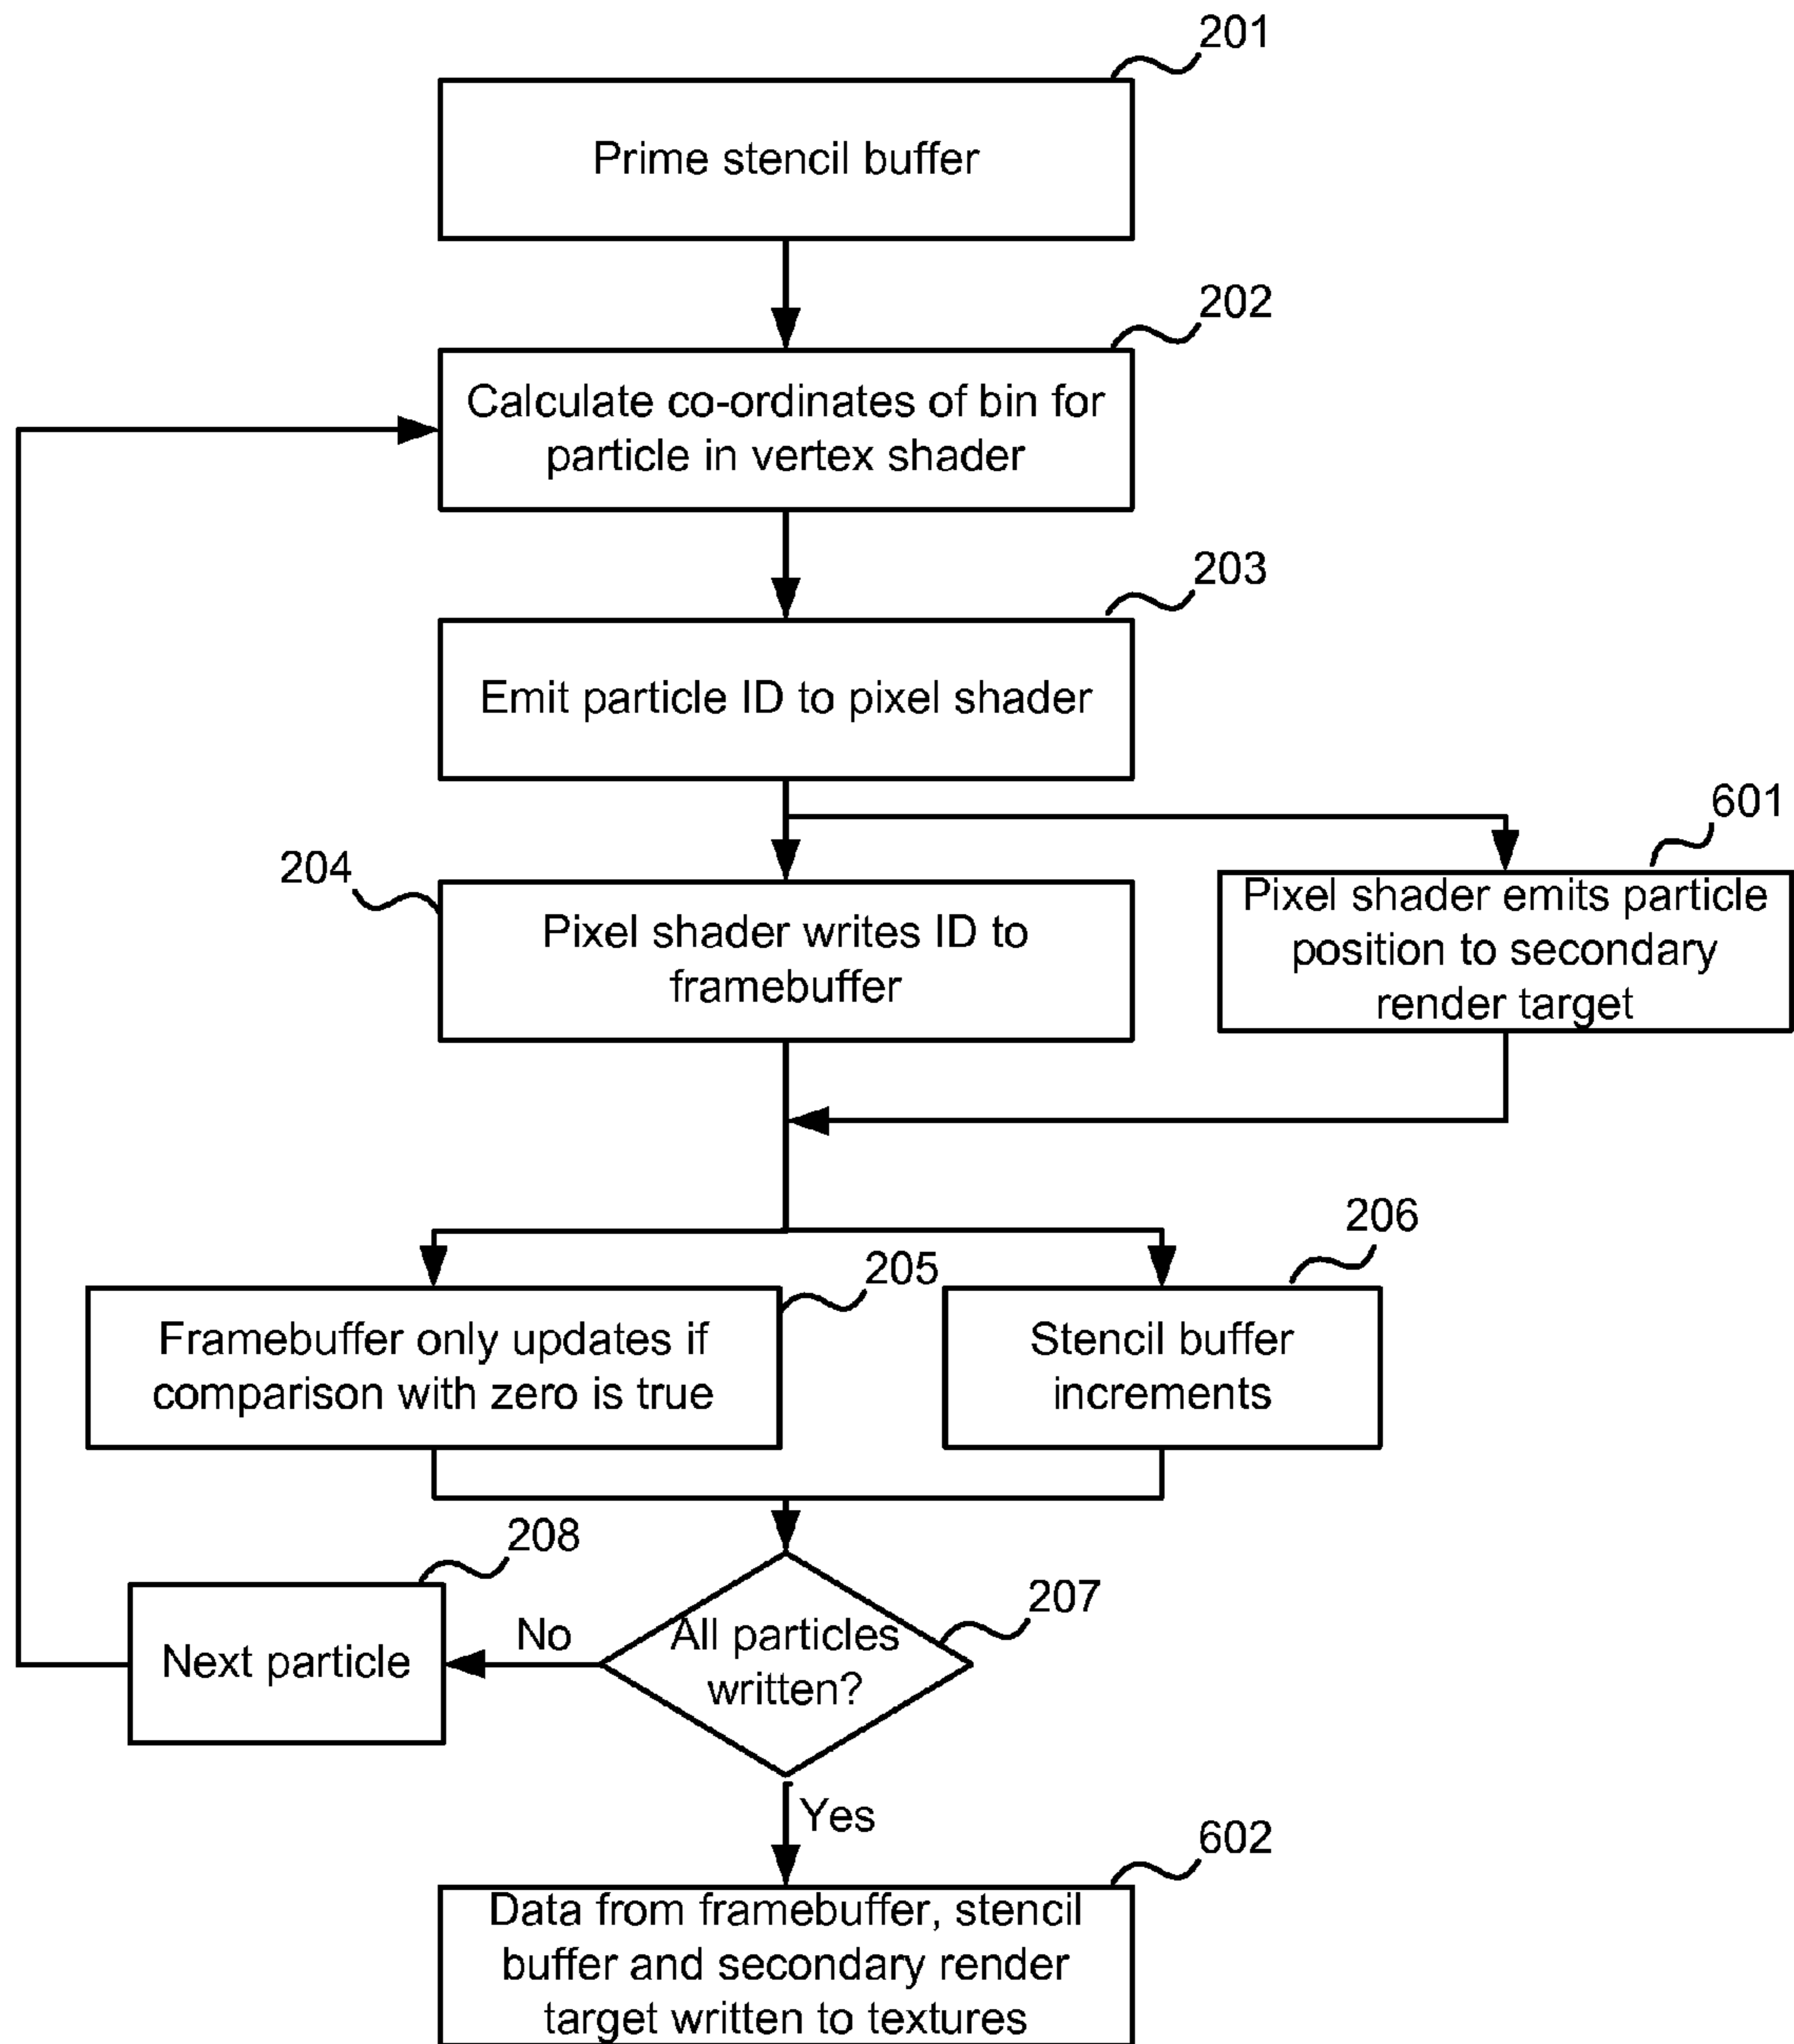 201
Prime stencil buffer
202
Calculate co-ordinates of bin for
particle in vertex shader
203
Emit particle ID to pixel shader
601
204
Pixel shader writes ID to
framebuffer
Pixel shader emits particle
position to secondary
render target
206
205
Framebuffer only updates if
comparison with zero is true
Stencil buffer
increments
208
207
Next particle
No
All particles
written?
Yes
602
Data from framebuffer, stencil
buffer and secondary render
target written to textures